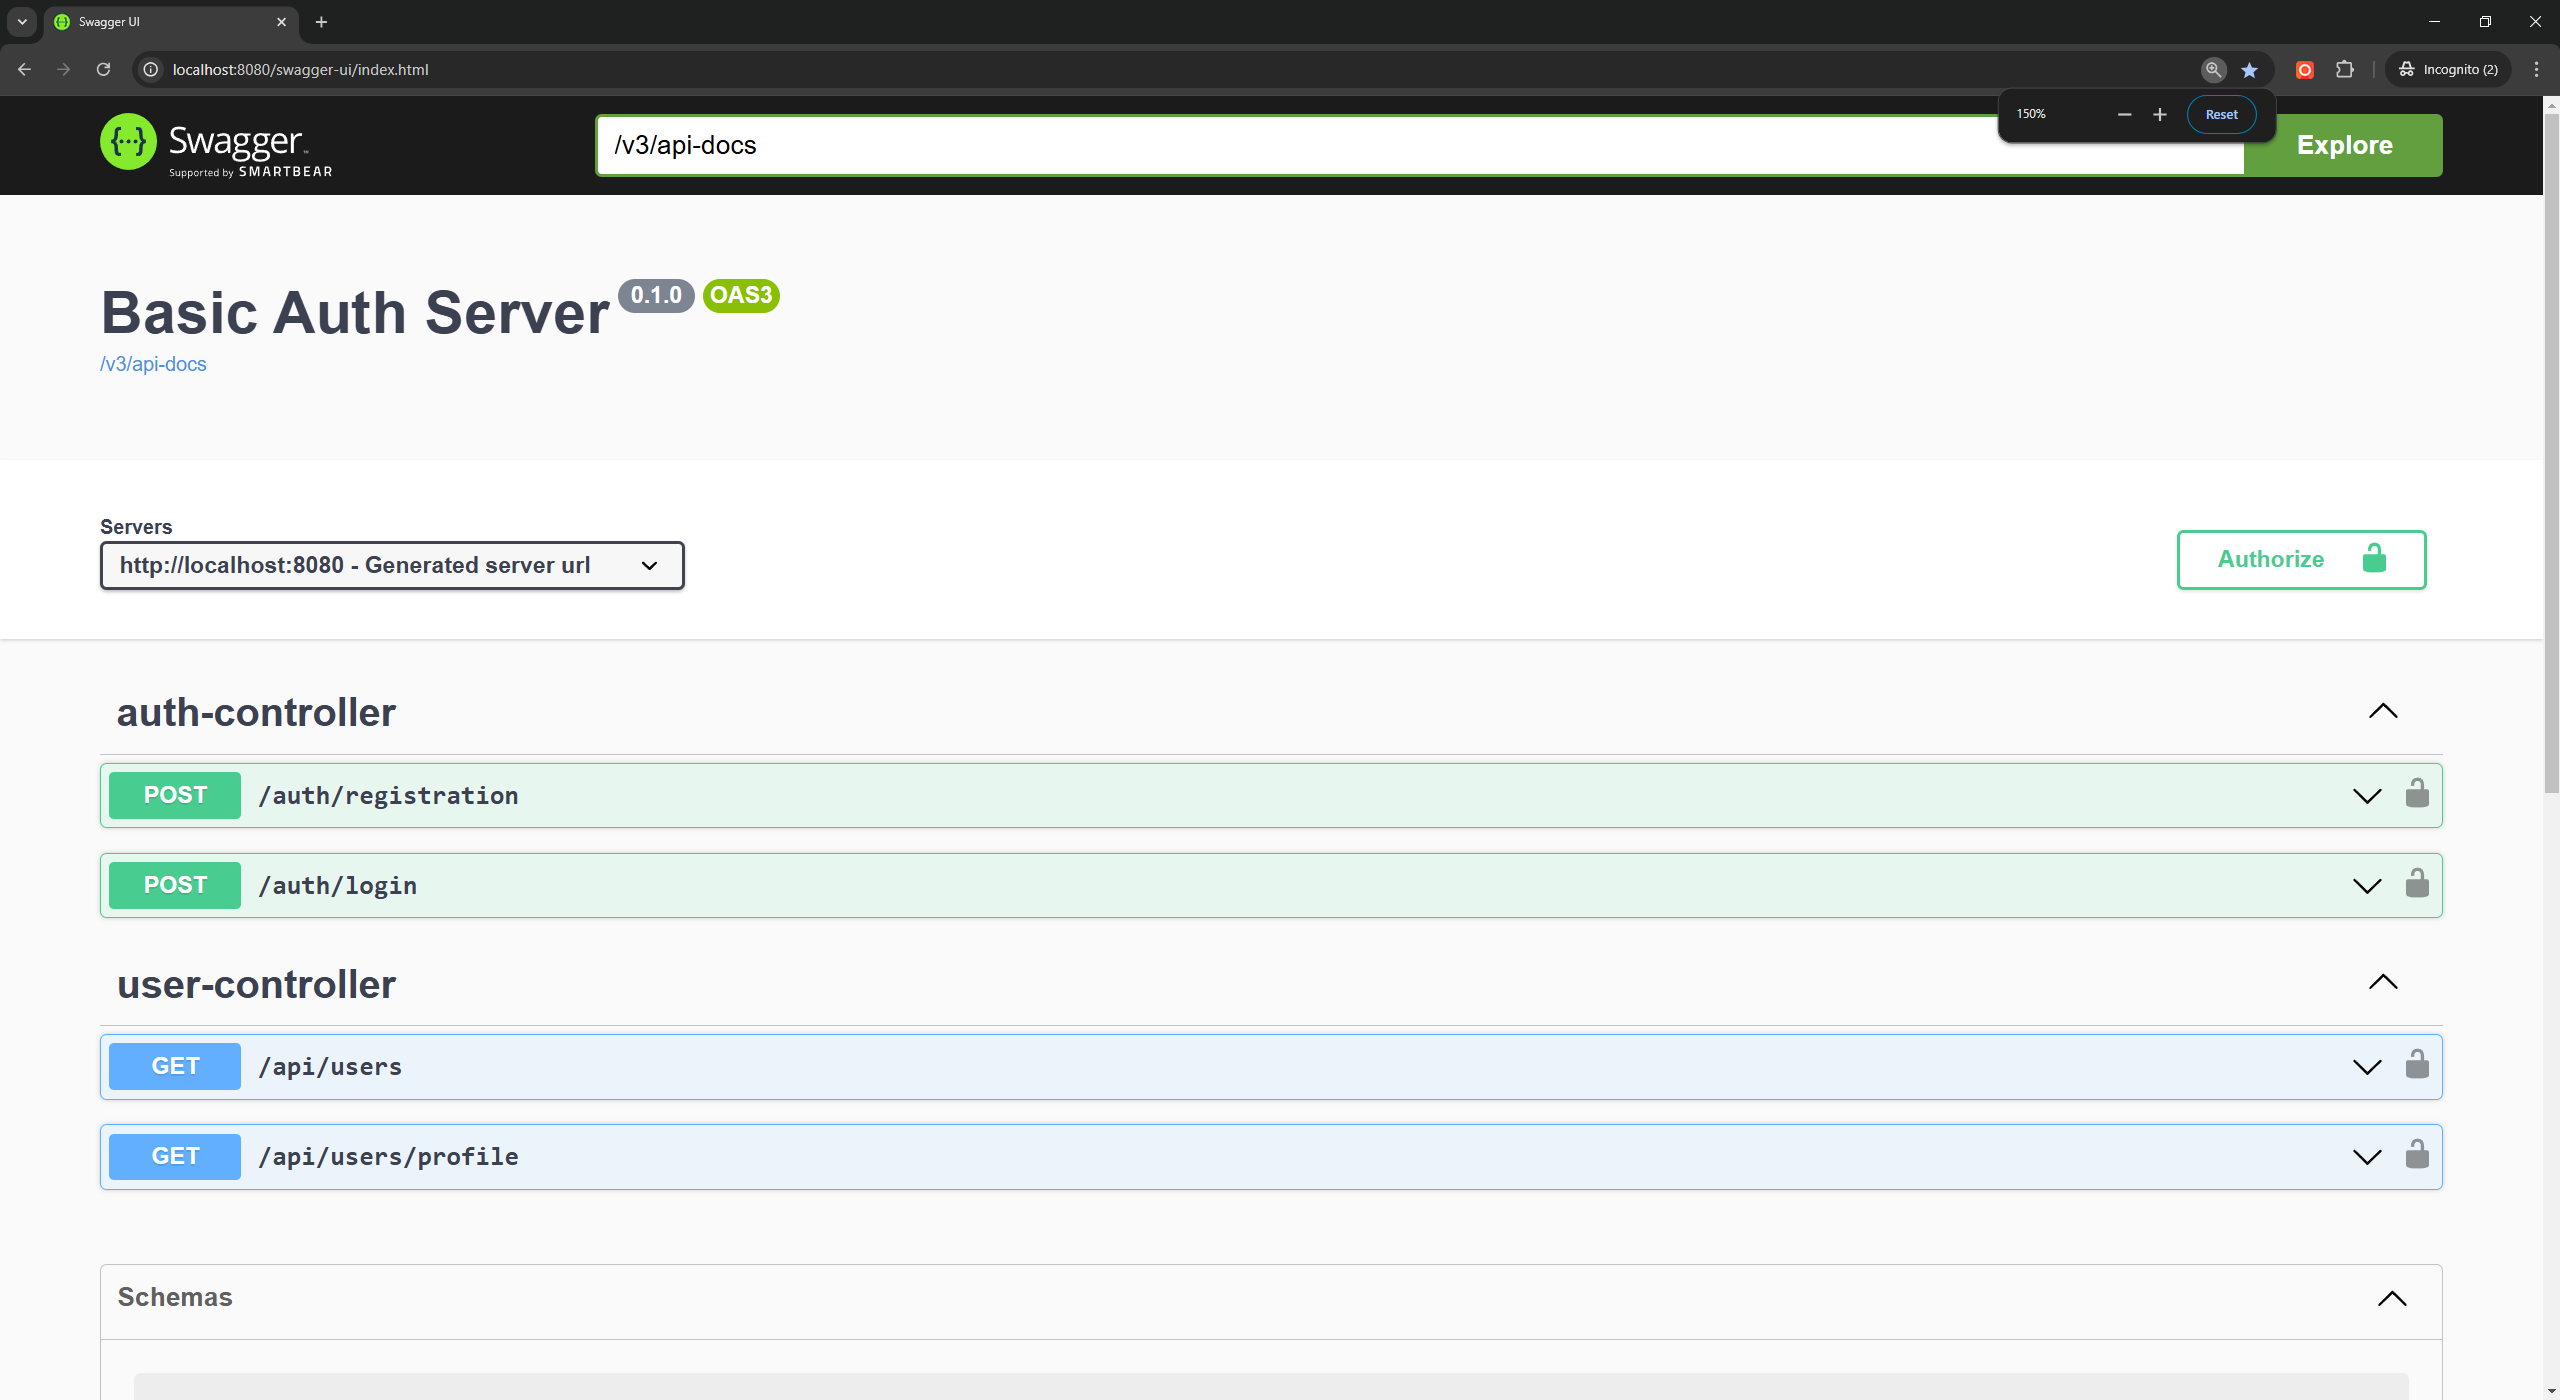 Swagger UI
localhost:8080/swagger-ui/index.html
Incognito (2)
150%
Reset
Swagger
Supported by SMARTBEAR
/v3/api-docs
Explore
Basic Auth Server 0.1.0 OAS3
/v3/api-docs
Servers
http://localhost:8080 - Generated server url
Authorize
auth-controller
POST /auth/registration
POST /auth/login
user-controller
GET /api/users
GET /api/users/profile
Schemas